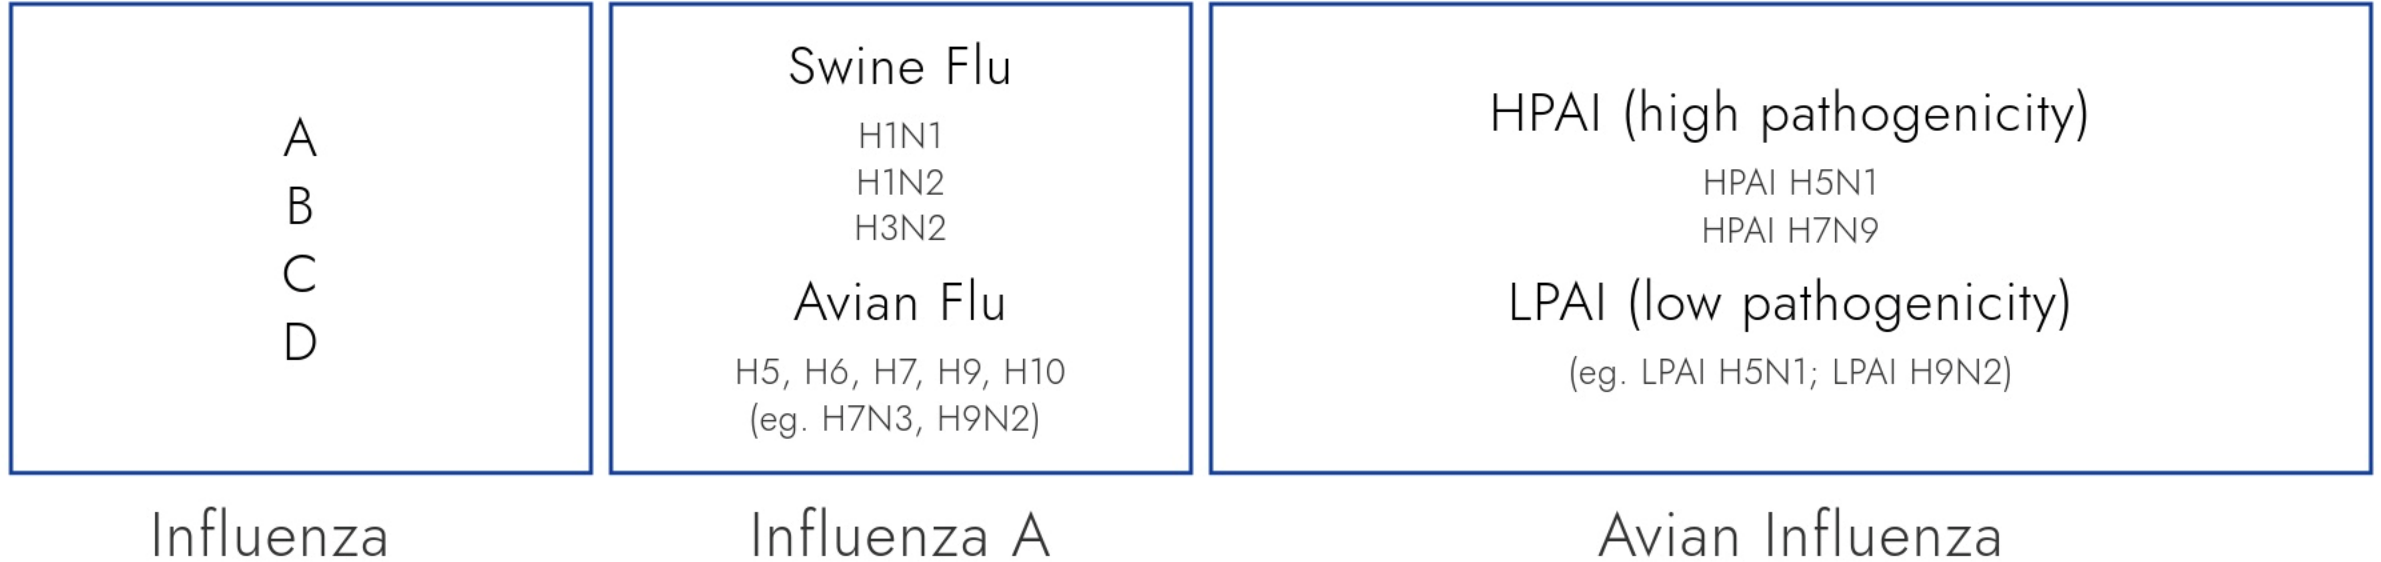 A
B
C
D
Influenza
Swine Flu
H1N1
H1N2
H3N2
Avian Flu
H5, H6, H7, H9, H10
(eg. H7N3, H9N2)
Influenza A
HPAI (high pathogenicity)
HPAI H5N1
HPAI H7N9
LPAI (low pathogenicity)
(eg. LPAI H5N1; LPAI H9N2)
Avian Influenza